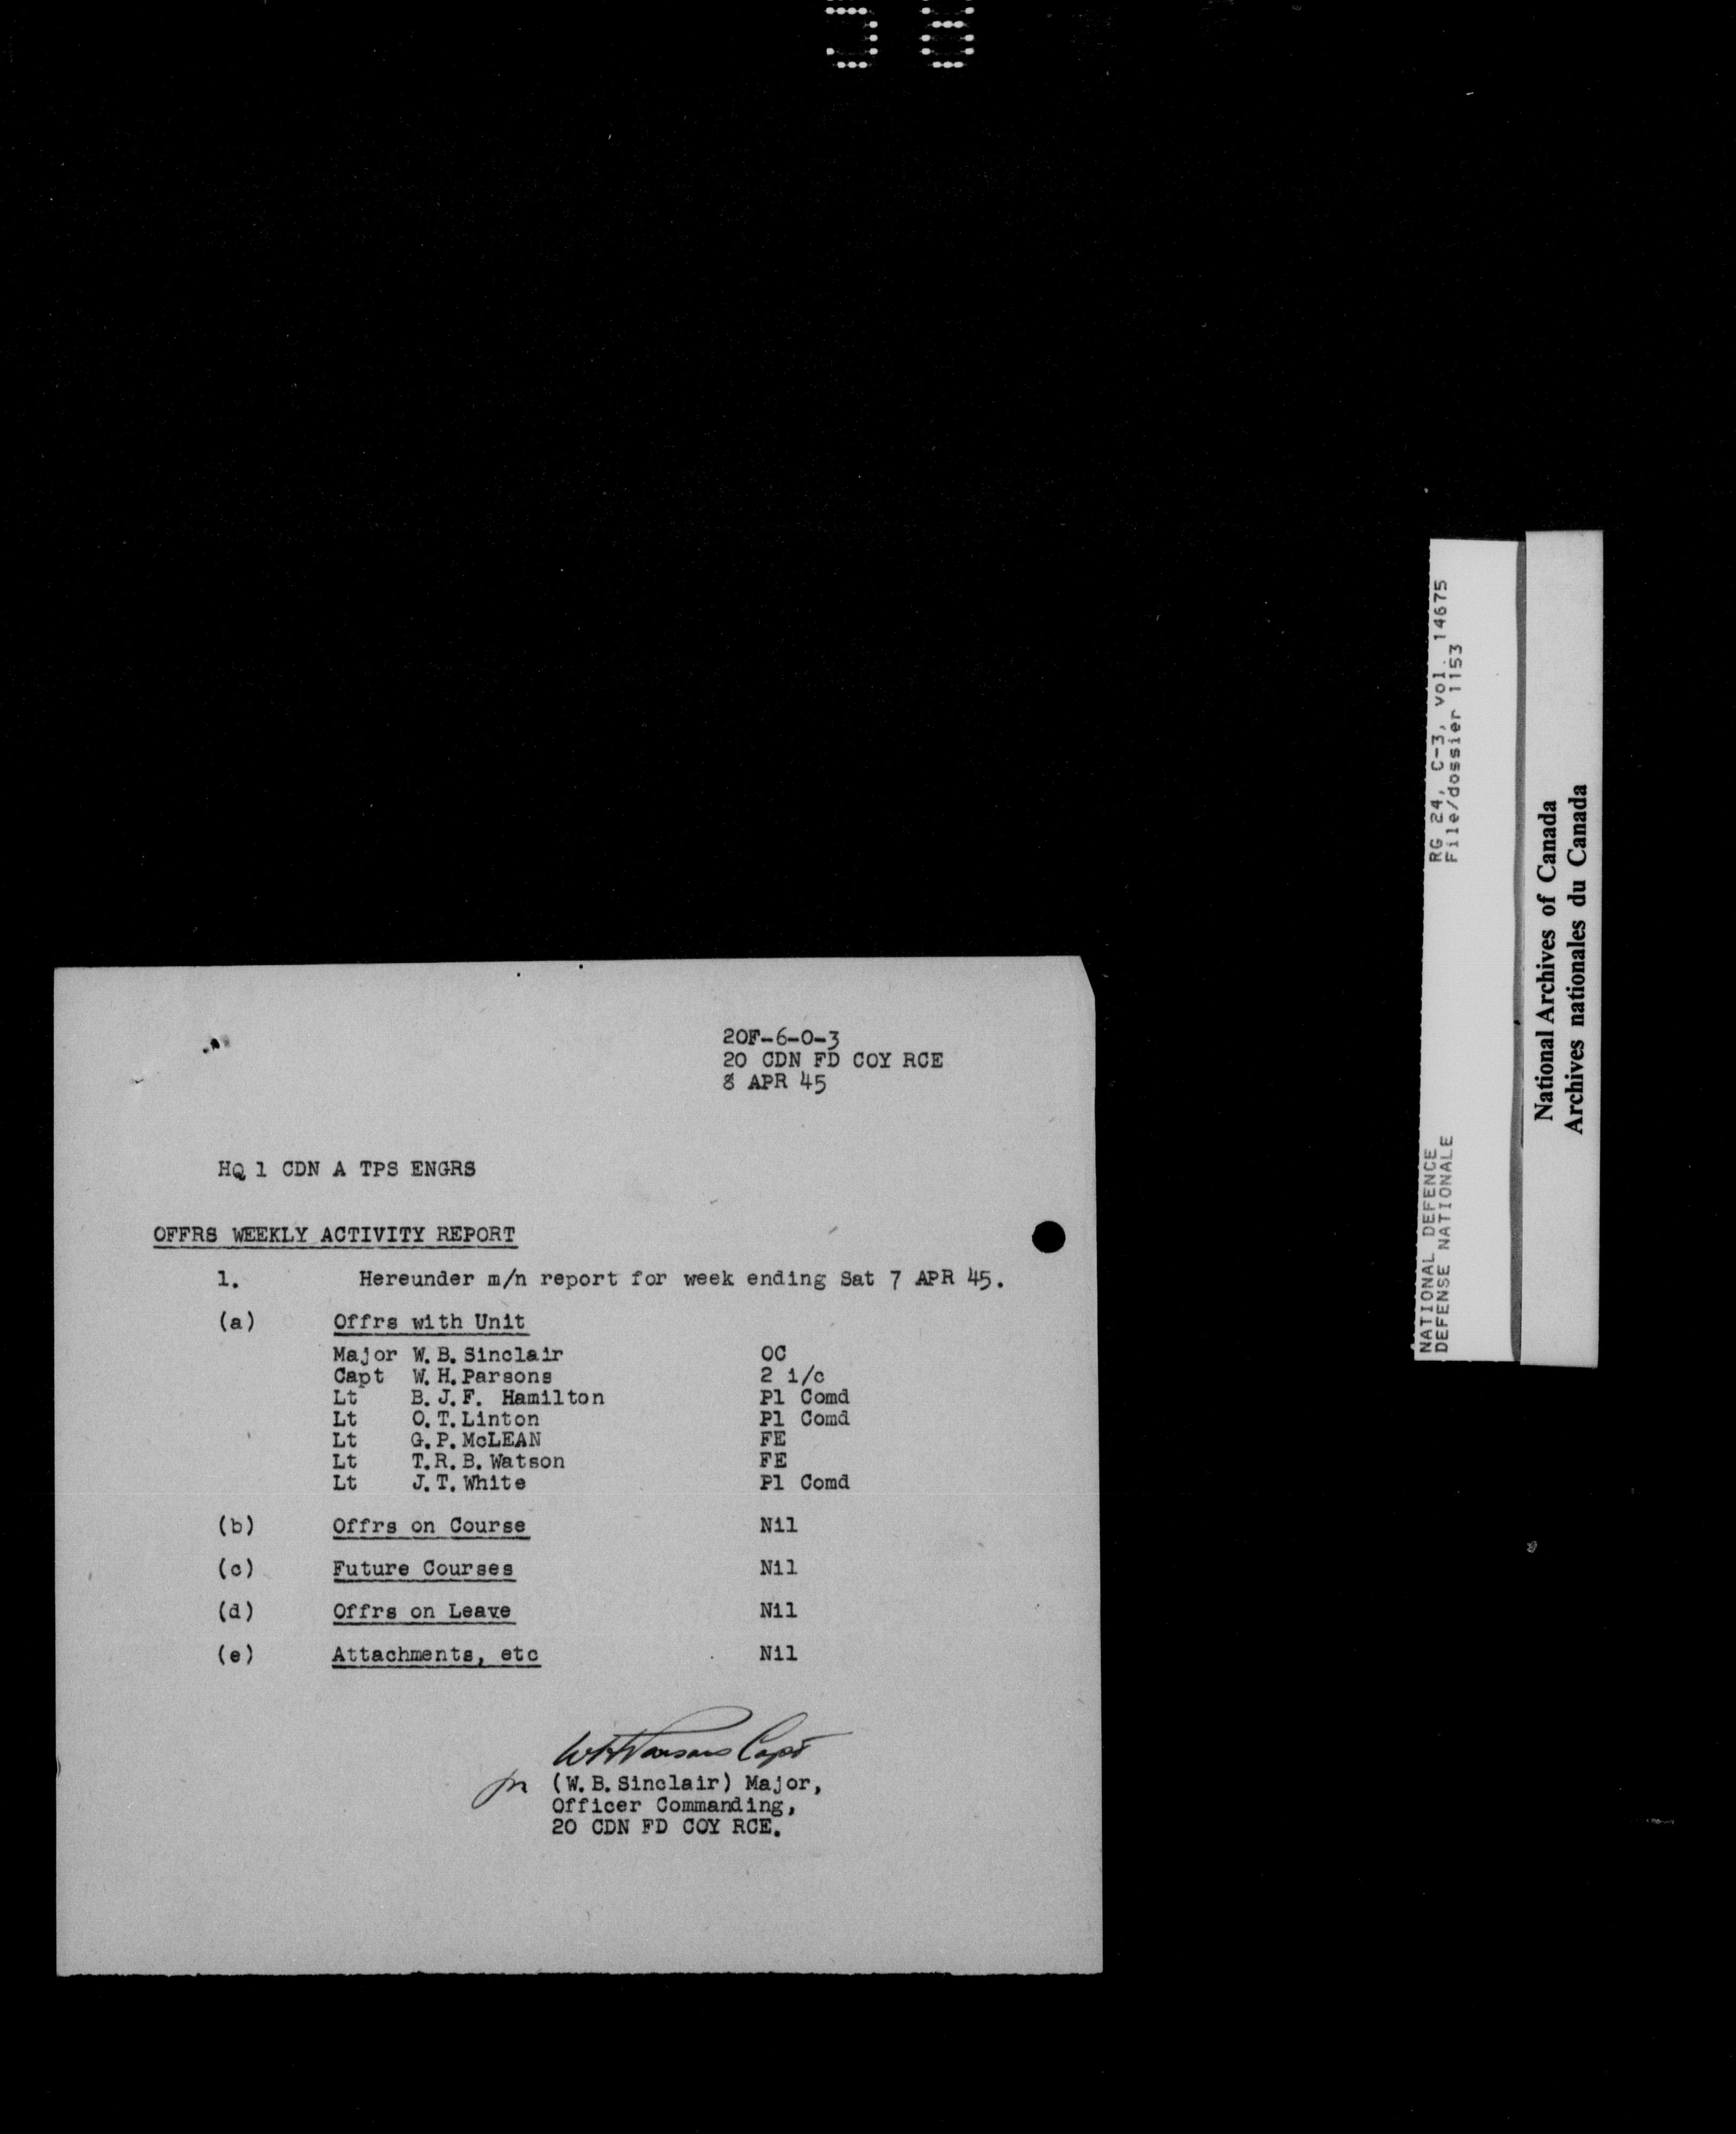 20F-6-0-3
20 CDN FD COY RCE
8 APR 45
HQ 1 CDN A TPS ENGRS
OFFRS WEEKLY ACTIVITY REPORT
1. Hereunder m/n report for week ending Sat 7 APR 45.
(a) Offrs with Unit
Major W.B.Sinclair OC
Capt W.H.Parsons 2 i/c
Lt B.J.F. Hamilton Pl Comd
Lt O.T.Linton Pl Comd
Lt G.P.McLEAN FE
Lt T.R.B.Watson FE
Lt J.T.White Pl Comd
(b) Offrs on Course Nil
(c) Future Courses Nil
(d) Offrs on Leave Nil
(e) Attachments, etc Nil
WH Parsons Capt
for (W.B.Sinclair) Major,
Officer Commanding,
20 CDN FD COY RCE.
NATIONAL DEFENCE RG 24, C-3, vol. 14675
DEFENSE NATIONALE File/dossier 1153
National Archives of Canada
Archives nationales du Canada